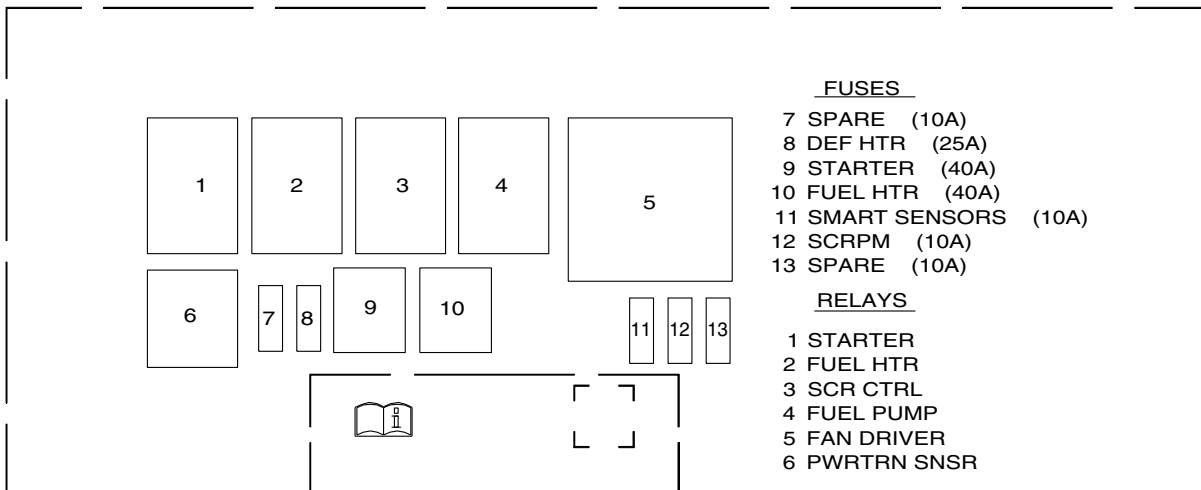 FUSES
7 SPARE (10A)
8 DEF HTR (25A)
9 STARTER (40A)
10 FUEL HTR (40A)
11 SMART SENSORS (10A)
12 SCRPM (10A)
13 SPARE (10A)
RELAYS
1 STARTER
2 FUEL HTR
3 SCR CTRL
4 FUEL PUMP
5 FAN DRIVER
6 PWRTRN SNSR
1 2 3 4 5
6 7 8 9 10 11 12 13
i